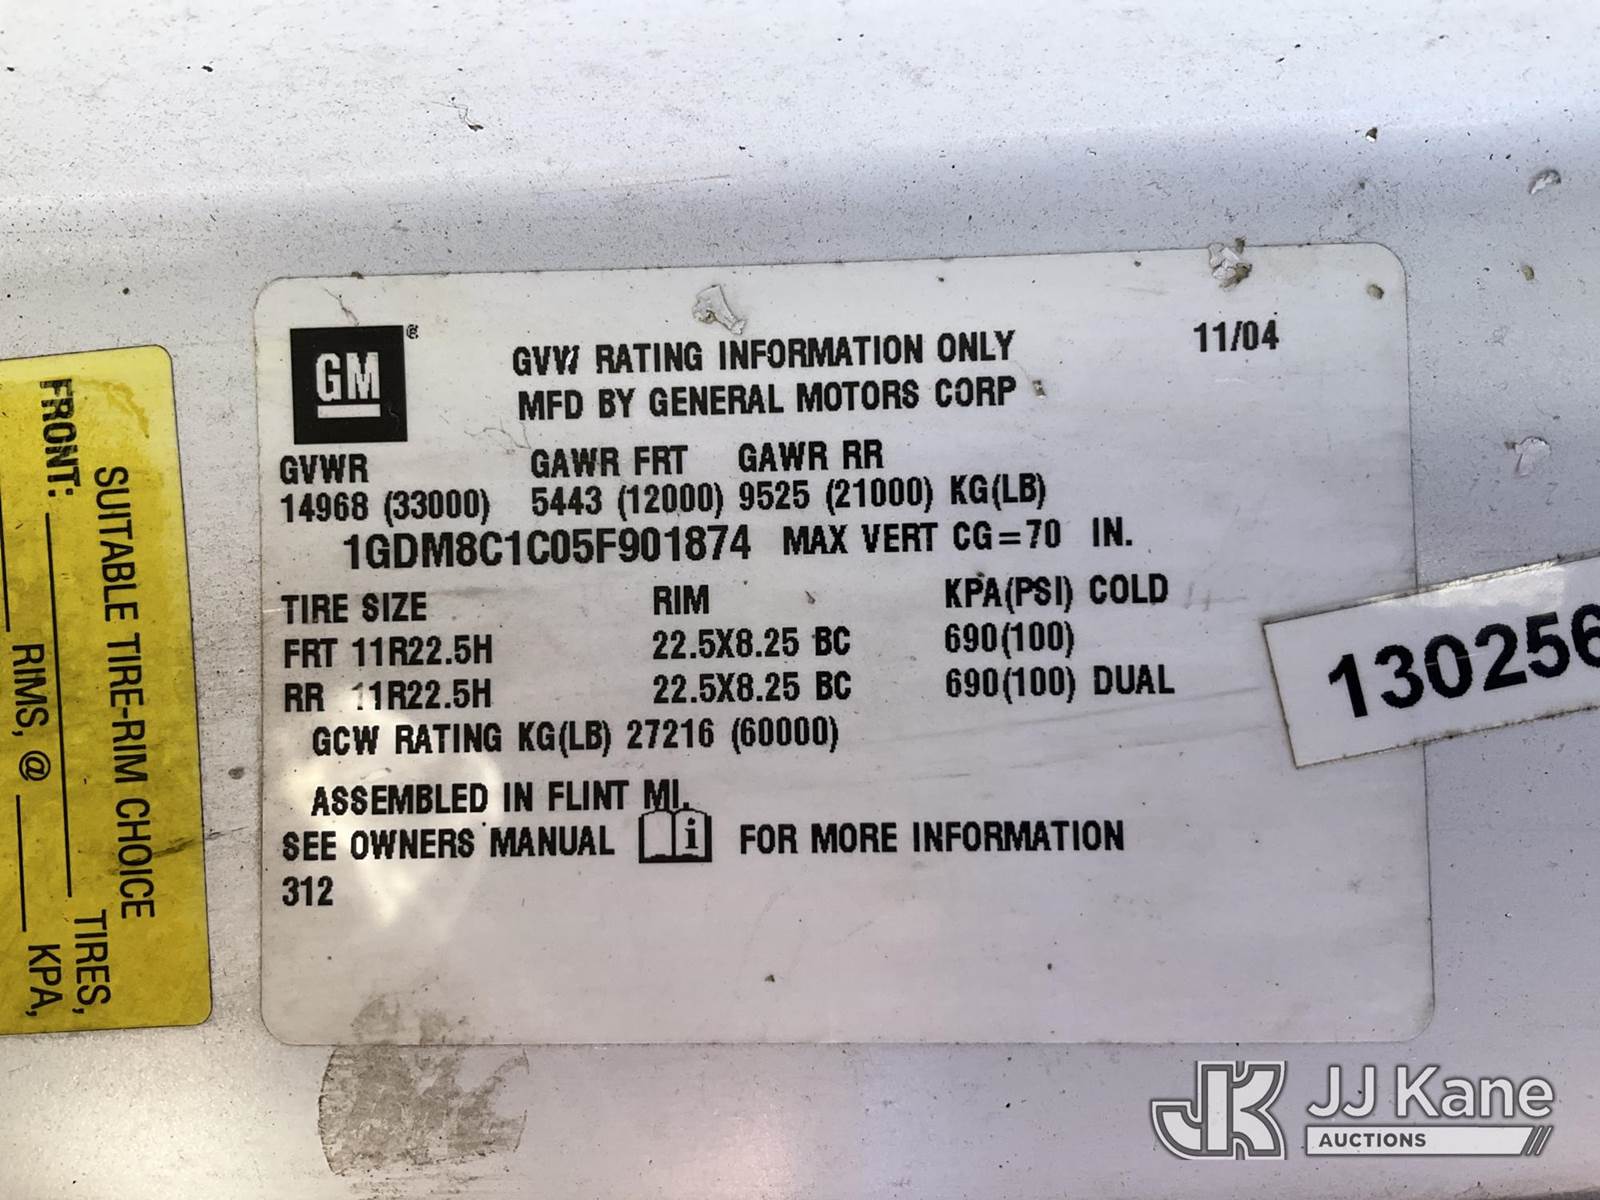 GM ®
GVW RATING INFORMATION ONLY 11/04
MFD BY GENERAL MOTORS CORP
GVWR GAWR FRT GAWR RR
14968 (33000) 5443 (12000) 9525 (21000) KG(LB)
1GDM8C1C05F901874 MAX VERT CG=70 IN.
TIRE SIZE RIM KPA(PSI) COLD
FRT 11R22.5H 22.5X8.25 BC 690(100)
RR 11R22.5H 22.5X8.25 BC 690(100) DUAL
GCW RATING KG(LB) 27216 (60000)
ASSEMBLED IN FLINT MI.
SEE OWNERS MANUAL i FOR MORE INFORMATION
312
130256
SUITABLE TIRE-RIM CHOICE
FRONT: TIRES,
RIMS, @ KPA,
JK JJ Kane
AUCTIONS